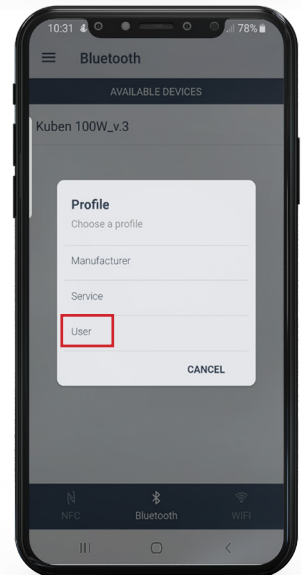 10:31
78%
Bluetooth
AVAILABLE DEVICES
Kuben 100W_v.3
Profile
Choose a profile
Manufacturer
Service
User
CANCEL
NFC Bluetooth WIFI